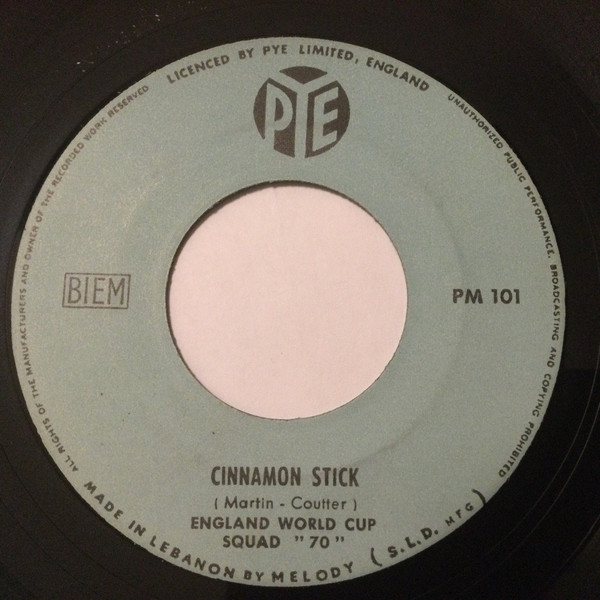 LICENCED BY PYE LIMITED, ENGLAND
UNAUTHORIZED PUBLIC PERFORMANCE, BROADCASTING AND COPYING PROHIBITED
ALL RIGHTS OF THE MANUFACTURERS AND OWNER OF THE RECORDED WORK RESERVED
PYE
BIEM
PM 101
CINNAMON STICK
( Martin - Coutter )
ENGLAND WORLD CUP
SQUAD " 70 "
MADE IN LEBANON BY MELODY ( S.L.D. MFG )